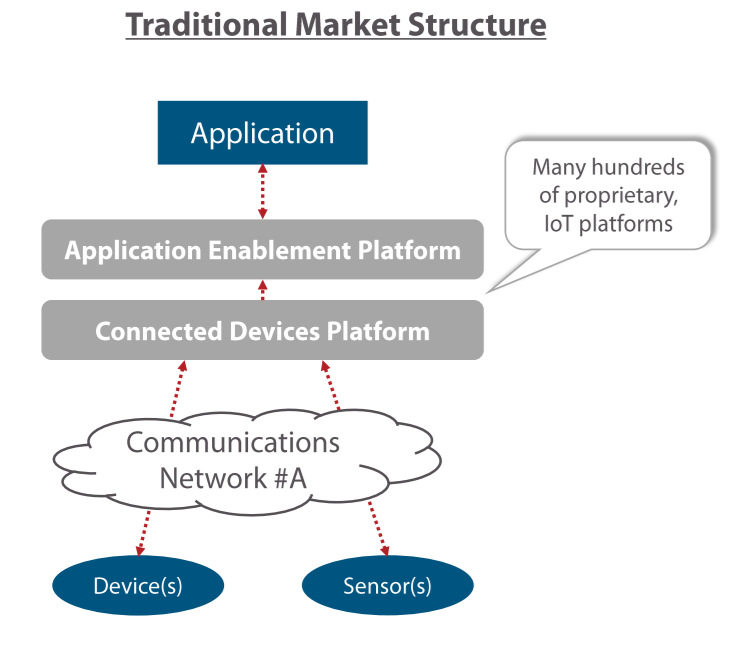 Traditional Market Structure
Application
Many hundreds
of proprietary,
IoT platforms
Application Enablement Platform
Connected Devices Platform
Communications
Network #A
Device(s)
Sensor(s)